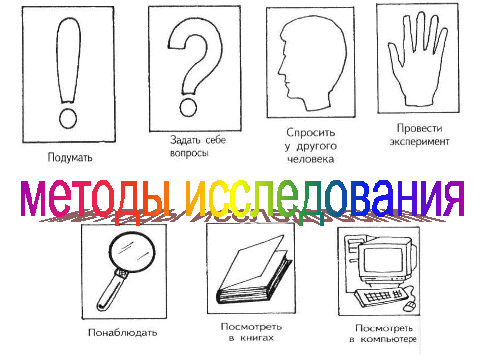 Подумать
Задать себе
вопросы
Спросить
у другого
человека
Провести
эксперимент
методы исследования
Понаблюдать
Посмотреть
в книгах
Посмотреть
в компьютере